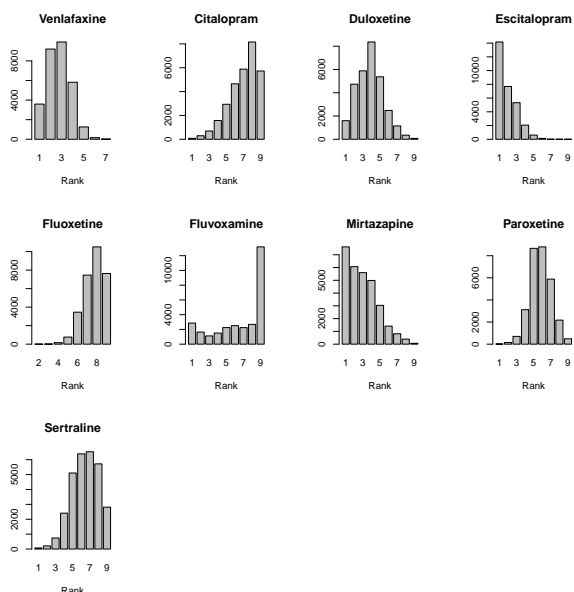 Venlafaxine Citalopram Duloxetine Escitalopram
0 4000 8000
1 3 5 7
Rank
0 2000 6000
1 3 5 7 9
Rank
0 2000 6000
1 3 5 7 9
Rank
0 4000 10000
1 3 5 7 9
Rank
Fluoxetine Fluvoxamine Mirtazapine Paroxetine
0 4000 8000
2 4 6 8
Rank
0 4000 10000
1 3 5 7 9
Rank
0 2000 5000
1 3 5 7 9
Rank
0 2000 6000
1 3 5 7 9
Rank
Sertraline
0 2000 5000
1 3 5 7 9
Rank